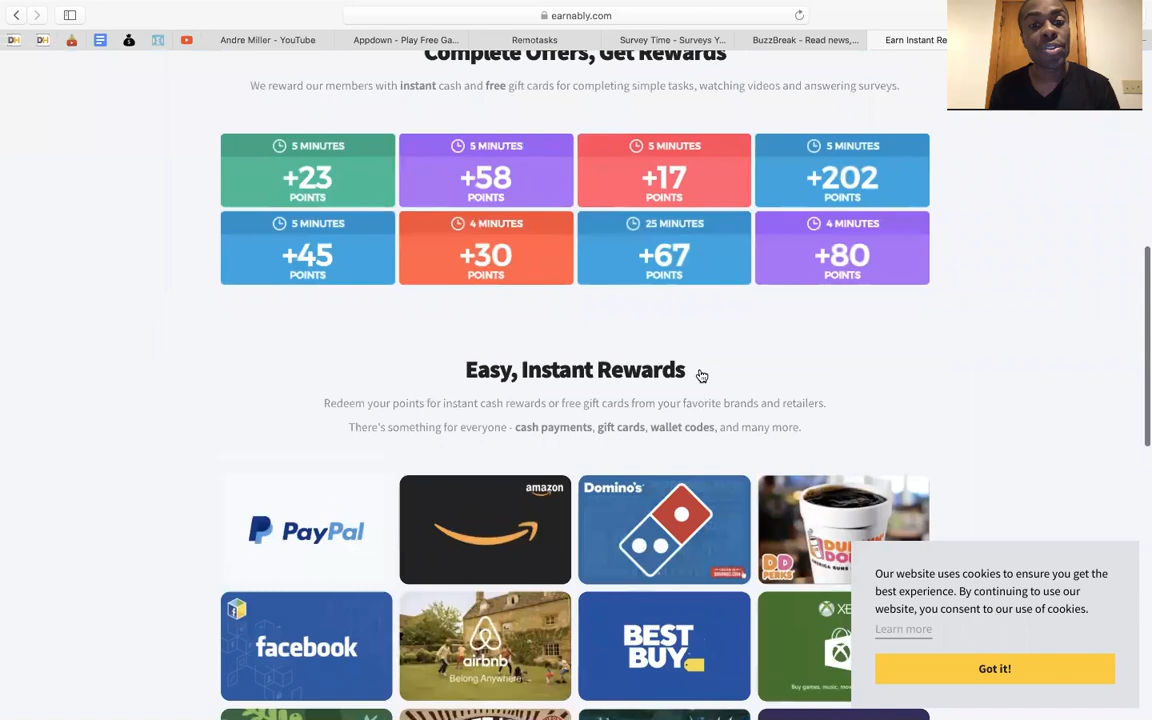 earnably.com
Andre Miller - YouTube
Appdown - Play Free Ga...
Remotasks
Survey Time - Surveys Y...
BuzzBreak - Read news,...
Earn Instant Re
Complete Offers, Get Rewards
We reward our members with instant cash and free gift cards for completing simple tasks, watching videos and answering surveys.
5 MINUTES
+23
POINTS
5 MINUTES
+58
POINTS
5 MINUTES
+17
POINTS
5 MINUTES
+202
POINTS
5 MINUTES
+45
POINTS
4 MINUTES
+30
POINTS
25 MINUTES
+67
POINTS
4 MINUTES
+80
POINTS
Easy, Instant Rewards
Redeem your points for instant cash rewards or free gift cards from your favorite brands and retailers.
There's something for everyone - cash payments, gift cards, wallet codes, and many more.
PayPal
amazon
Domino's
DD
PERKS
facebook
airbnb
Belong Anywhere
BEST
BUY
XB
Buy games, music, mo
Our website uses cookies to ensure you get the
best experience. By continuing to use our
website, you consent to our use of cookies.
Learn more
Got it!